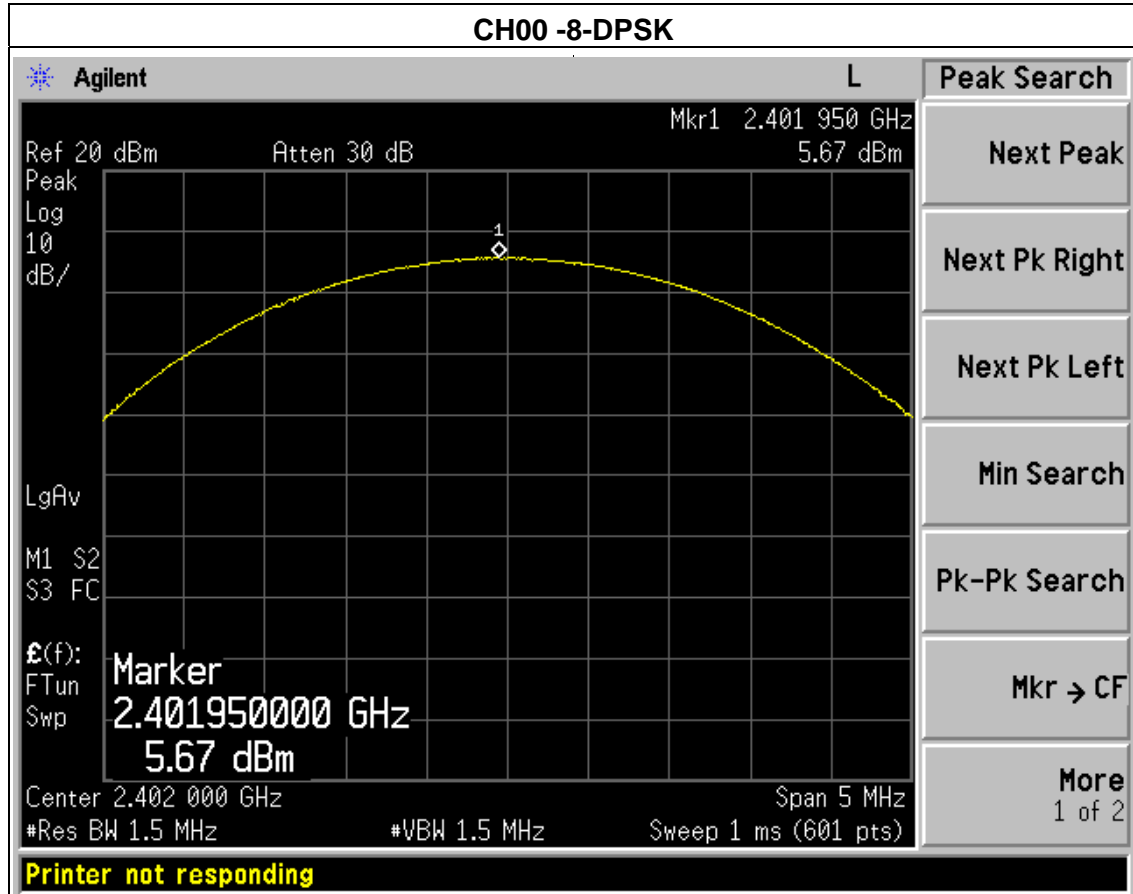 CH00 -8-DPSK
Agilent L Peak Search
Mkr1 2.401 950 GHz
Ref 20 dBm Atten 30 dB 5.67 dBm
Peak
Log
10
dB/
1
LgAv
M1 S2
S3 FC
£(f):
FTun
Swp
Marker
2.401950000 GHz
5.67 dBm
Center 2.402 000 GHz Span 5 MHz
#Res BW 1.5 MHz #VBW 1.5 MHz Sweep 1 ms (601 pts)
Printer not responding
Next Peak
Next Pk Right
Next Pk Left
Min Search
Pk-Pk Search
Mkr → CF
More
1 of 2